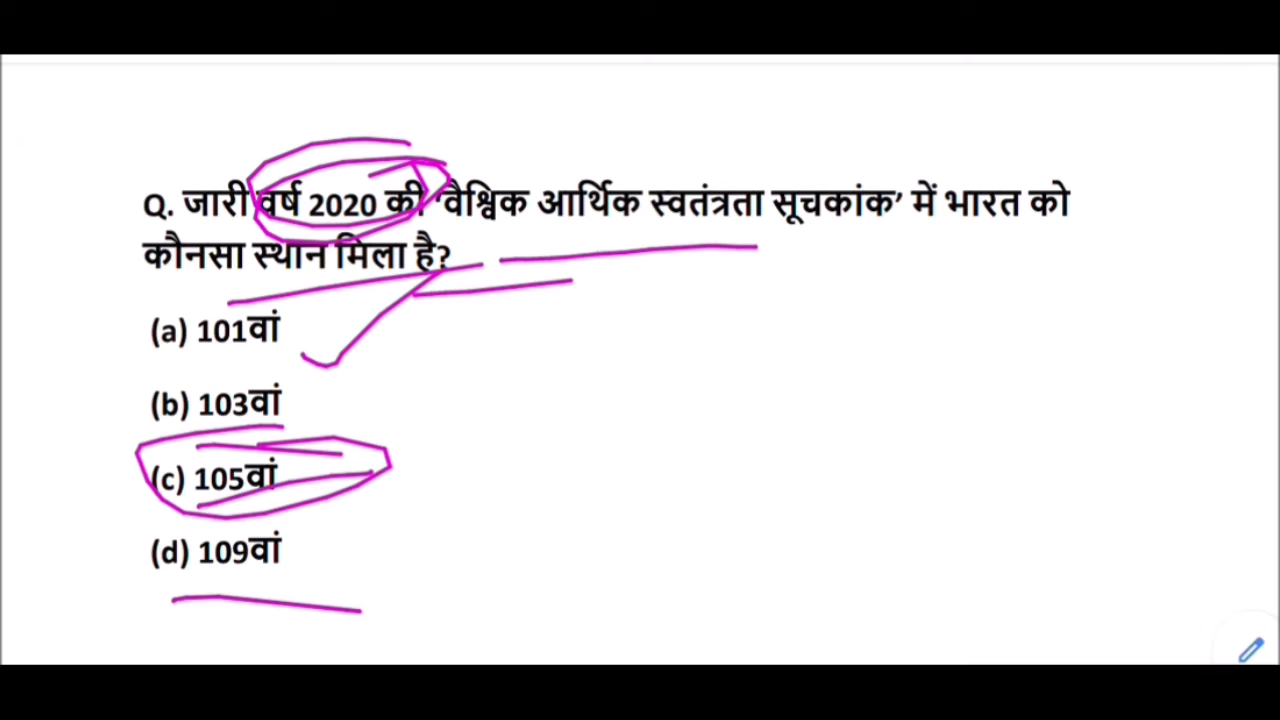 Q. जारी वर्ष 2020 की 'वैश्विक आर्थिक स्वतंत्रता सूचकांक' में भारत को
कौनसा स्थान मिला है?
(a) 101वां
(b) 103वां
(c) 105वां
(d) 109वां